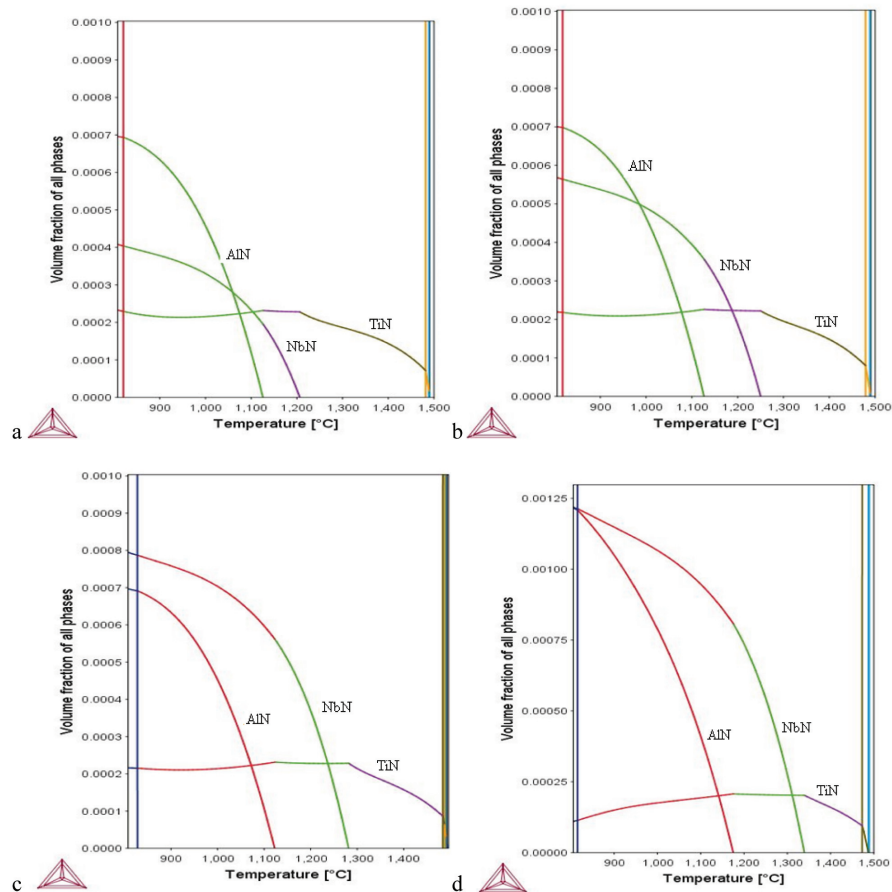 0.0010
0.0009
0.0008
0.0007
0.0006
0.0005
0.0004
0.0003
0.0002
0.0001
0.0000
Volume fraction of all phases
AlN
NbN
TiN
900 1,000 1,100 1,200 1,300 1,400 1,500
Temperature [°C]
a
0.0010
0.0009
0.0008
0.0007
0.0006
0.0005
0.0004
0.0003
0.0002
0.0001
0.0000
Volume fraction of all phases
AlN
NbN
TiN
900 1,000 1,100 1,200 1,300 1,400 1,500
Temperature [°C]
b
0.0010
0.0009
0.0008
0.0007
0.0006
0.0005
0.0004
0.0003
0.0002
0.0001
0.0000
Volume fraction of all phases
AlN
NbN
TiN
900 1,000 1,100 1,200 1,300 1,400
Temperature [°C]
c
0.00125
0.00100
0.00075
0.00050
0.00025
0.00000
Volume fraction of all phases
AlN
NbN
TiN
900 1,000 1,100 1,200 1,300 1,400 1,500
Temperature [°C]
d